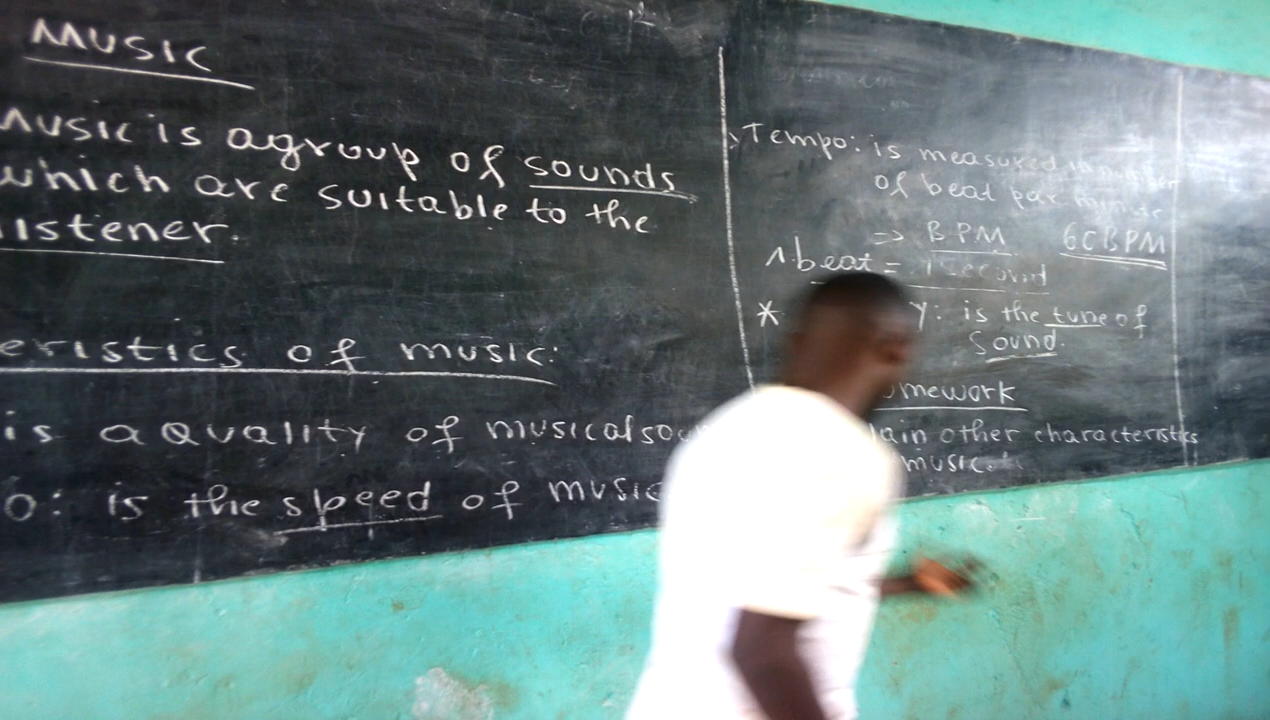 MUSIC
Music is a group of sounds
which are suitable to the
listener.
eristics of music:
is a Quality of musical sou
o: is the speed of music
Tempo: is measured in number
of beat par minute
=> BPM 60BPM
1 beat = 1 second
* Y: is the tune of
Sound.
omework
lain other characteristics
music.